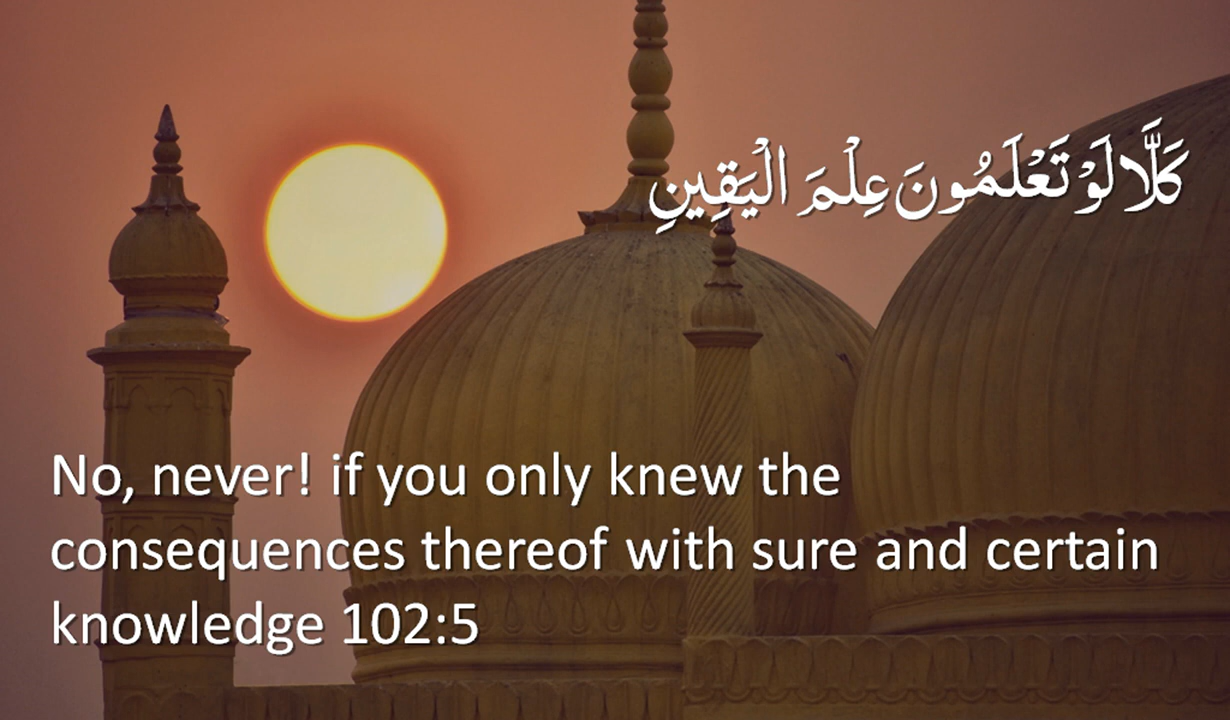 كَلَّا لَوْ تَعْلَمُونَ عِلْمَ الْيَقِينِ
No, never! if you only knew the
consequences thereof with sure and certain
knowledge 102:5